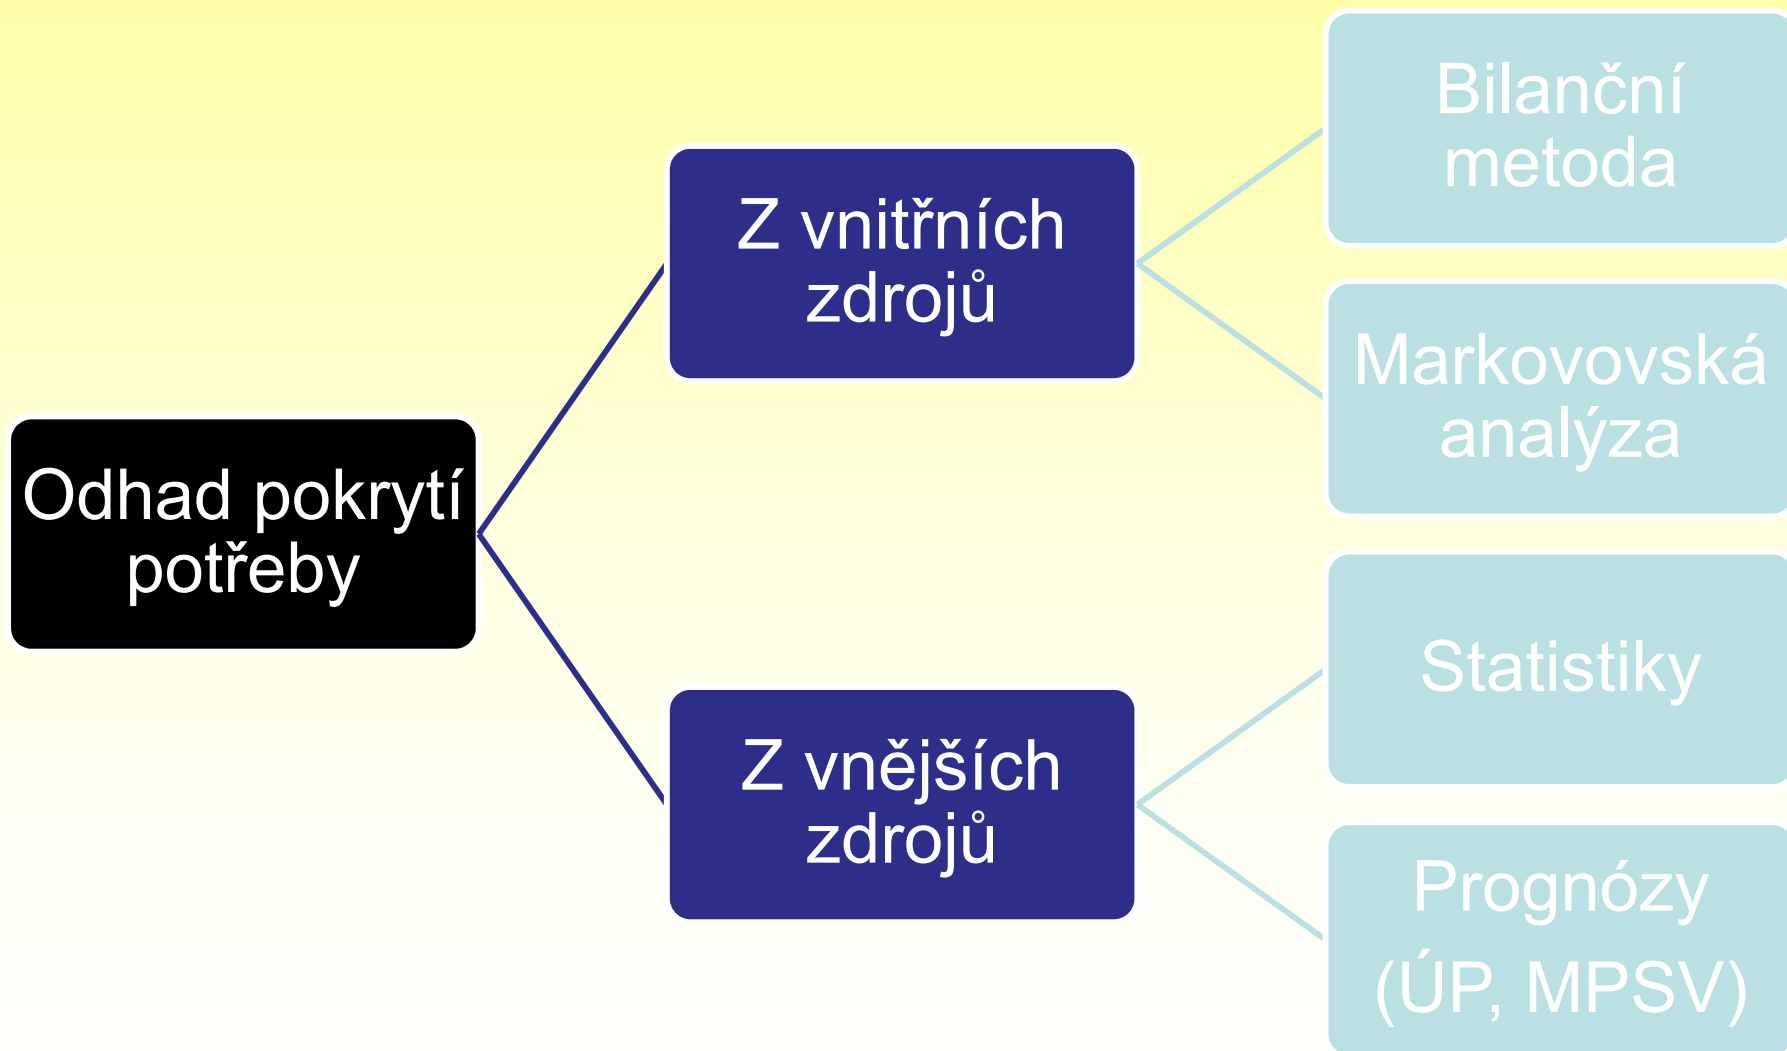 Odhad pokrytí
potřeby
Z vnitřních
zdrojů
Bilanční
metoda
Markovovská
analýza
Z vnějších
zdrojů
Statistiky
Prognózy
(ÚP, MPSV)